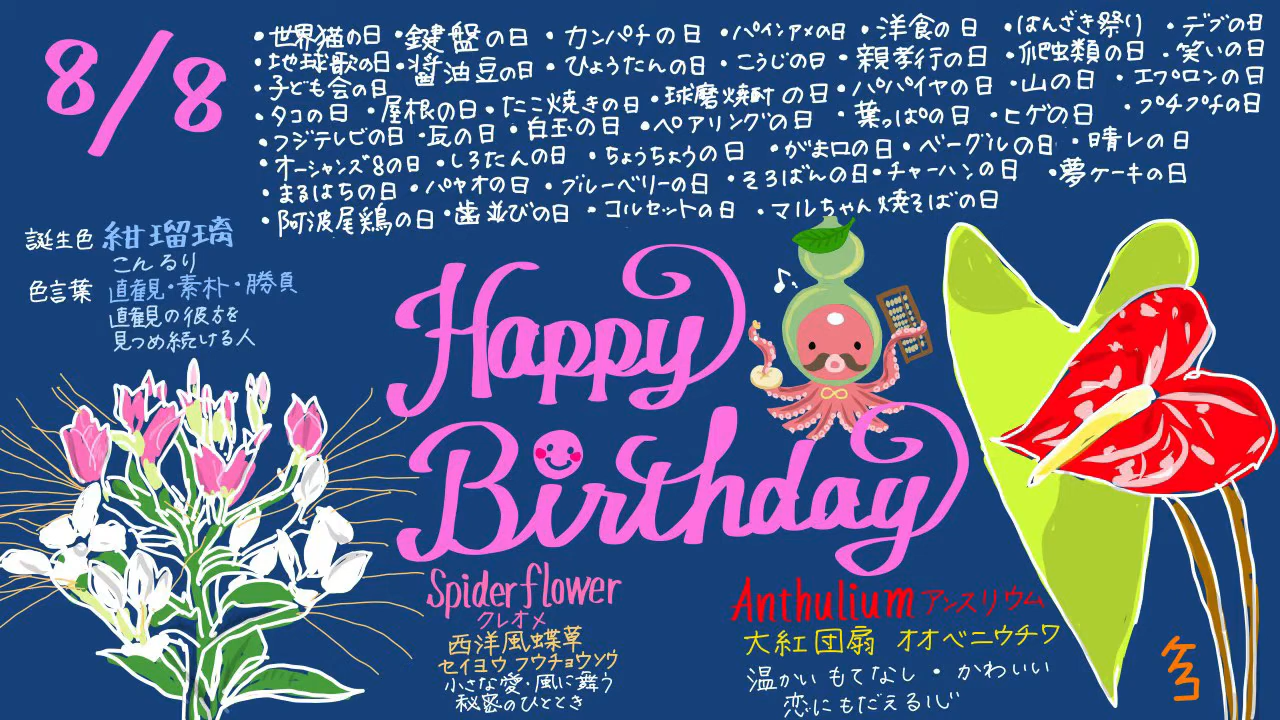 8/8
・世界猫の日 ・鍵盤の日 ・カンパチの日 ・パインアメの日 ・洋食の日 ・はんざき祭り ・デブの日
・地球歌の日 ・醤油豆の日 ・ひょうたんの日 ・こうじの日 ・親孝行の日 ・爬虫類の日 ・笑いの日
・子ども会の日
・タコの日 ・屋根の日 ・たこ焼きの日 ・球磨焼酎の日 ・パパイヤの日 ・山の日 ・エプロンの日
・フジテレビの日 ・瓦の日 ・白玉の日 ・ペアリングの日 ・葉っぱの日 ・ヒゲの日 ・プチプチの日
・オーシャンズ8の日 ・しろたんの日 ・ちょうちょうの日 ・がま口の日 ・ベーグルの日 ・晴レの日
・まるはちの日 ・パヤオの日 ・ブルーベリーの日 ・そろばんの日 ・チャーハンの日 ・夢ケーキの日
・阿波尾鶏の日 ・歯並びの日 ・コルセットの日 ・マルちゃん焼そばの日
誕生色 紺瑠璃
こんるり
色言葉 直観・素朴・勝負
直観の彼方を
見つめ続ける人
Happy
Birthday
Spiderflower
クレオメ
西洋風蝶草
セイヨウフウチョウソウ
小さな愛・風に舞う
秘密のひととき
Anthulium アンスリウム
大紅団扇 オオベニウチワ
温かいもてなし・かわいい
恋にもだえる心
ケロコ